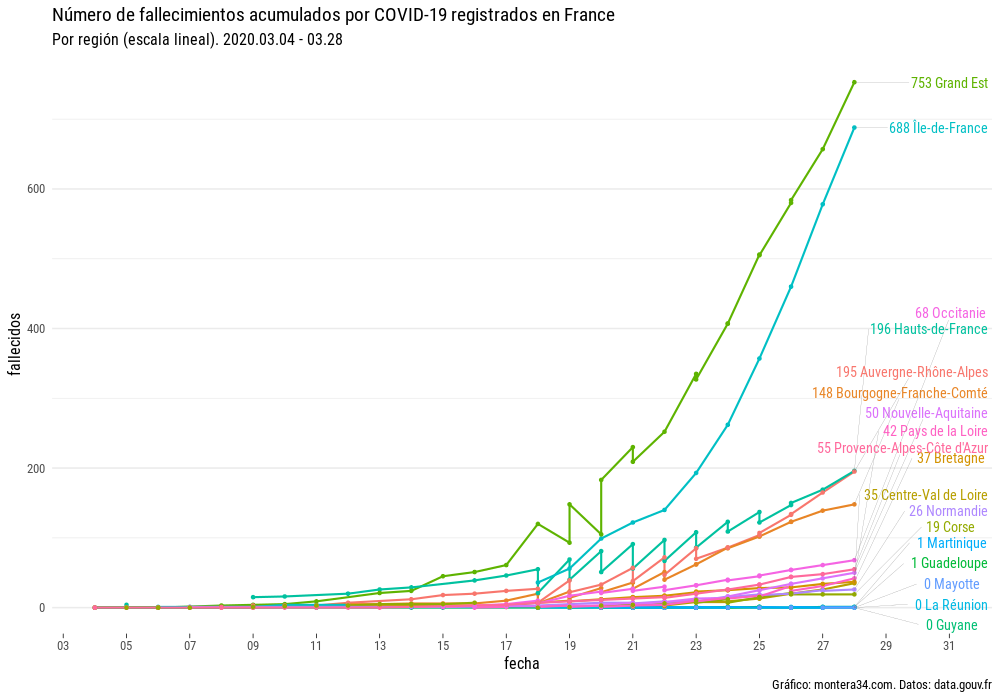 Número de fallecimientos acumulados por COVID-19 registrados en France
Por región (escala lineal). 2020.03.04 - 03.28
753 Grand Est
688 Île-de-France
600
68 Occitanie
400
196 Hauts-de-France
fallecidos
195 Auvergne-Rhône-Alpes
148 Bourgogne-Franche-Comté
50 Nouvelle-Aquitaine
42 Pays de la Loire
55 Provence-Alpes-Côte d'Azur
37 Bretagne
200
35 Centre-Val de Loire
26 Normandie
19 Corse
1 Martinique
1 Guadeloupe
0 Mayotte
0 La Réunion
0
0 Guyane
03 05 07 09 11 13 15 17 19 21 23 25 27 29 31
fecha
Gráfico: montera34.com. Datos: data.gouv.fr